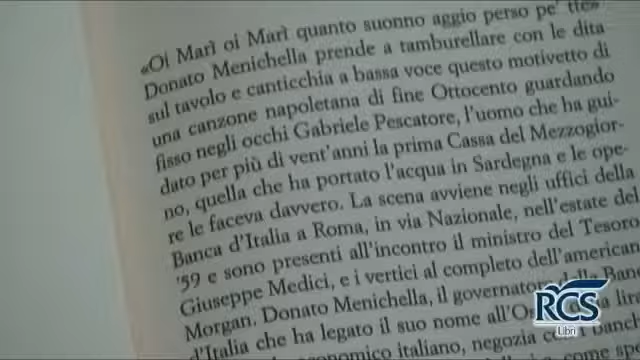 «Oi Marì oi Marì quanto suonno aggio perso pe' tte»
Donato Menichella prende a tamburellare con le dita
sul tavolo e canticchia a bassa voce questo motivetto di
una canzone napoletana di fine Ottocento guardando
fisso negli occhi Gabriele Pescatore, l'uomo che ha gui-
dato per più di vent'anni la prima Cassa del Mezzogior-
no, quella che ha portato l'acqua in Sardegna e le ope-
re le faceva davvero. La scena avviene negli uffici della
Banca d'Italia a Roma, in via Nazionale, nell'estate del
'59 e sono presenti all'incontro il ministro del Tesoro
Giuseppe Medici, e i vertici al completo dell'american
Morgan. Donato Menichella, il governatore della Ban
d'Italia che ha legato il suo nome all'O lin
economico italiano, negozia con
RCS
Libri